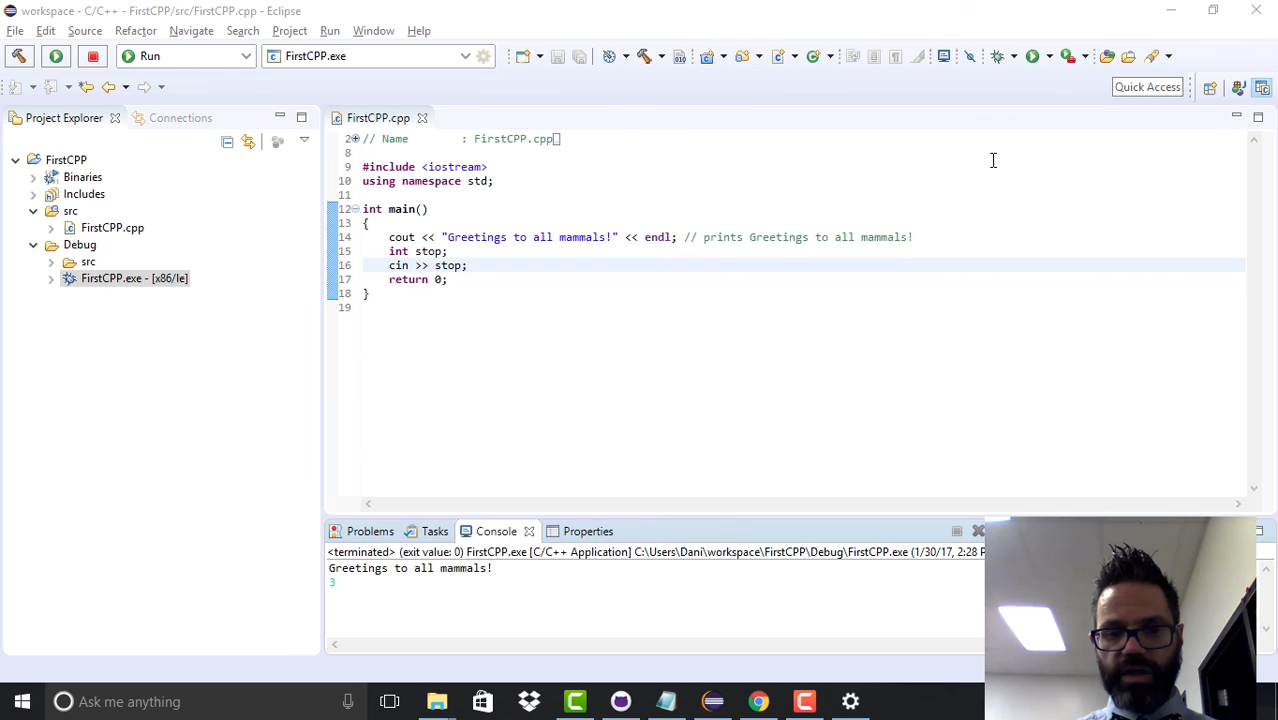 workspace - C/C++ - FirstCPP/src/FirstCPP.cpp - Eclipse
File Edit Source Refactor Navigate Search Project Run Window Help
Run FirstCPP.exe
Quick Access
Project Explorer Connections FirstCPP.cpp
FirstCPP
Binaries
Includes
src
FirstCPP.cpp
Debug
src
FirstCPP.exe - [x86/le]
2 // Name : FirstCPP.cpp
8
9 #include <iostream>
10 using namespace std;
11
12 int main()
13 {
14 cout << "Greetings to all mammals!" << endl; // prints Greetings to all mammals!
15 int stop;
16 cin >> stop;
17 return 0;
18 }
19
Problems Tasks Console Properties
<terminated> (exit value: 0) FirstCPP.exe [C/C++ Application] C:\Users\Dani\workspace\FirstCPP\Debug\FirstCPP.exe (1/30/17, 2:28 P
Greetings to all mammals!
3
Ask me anything